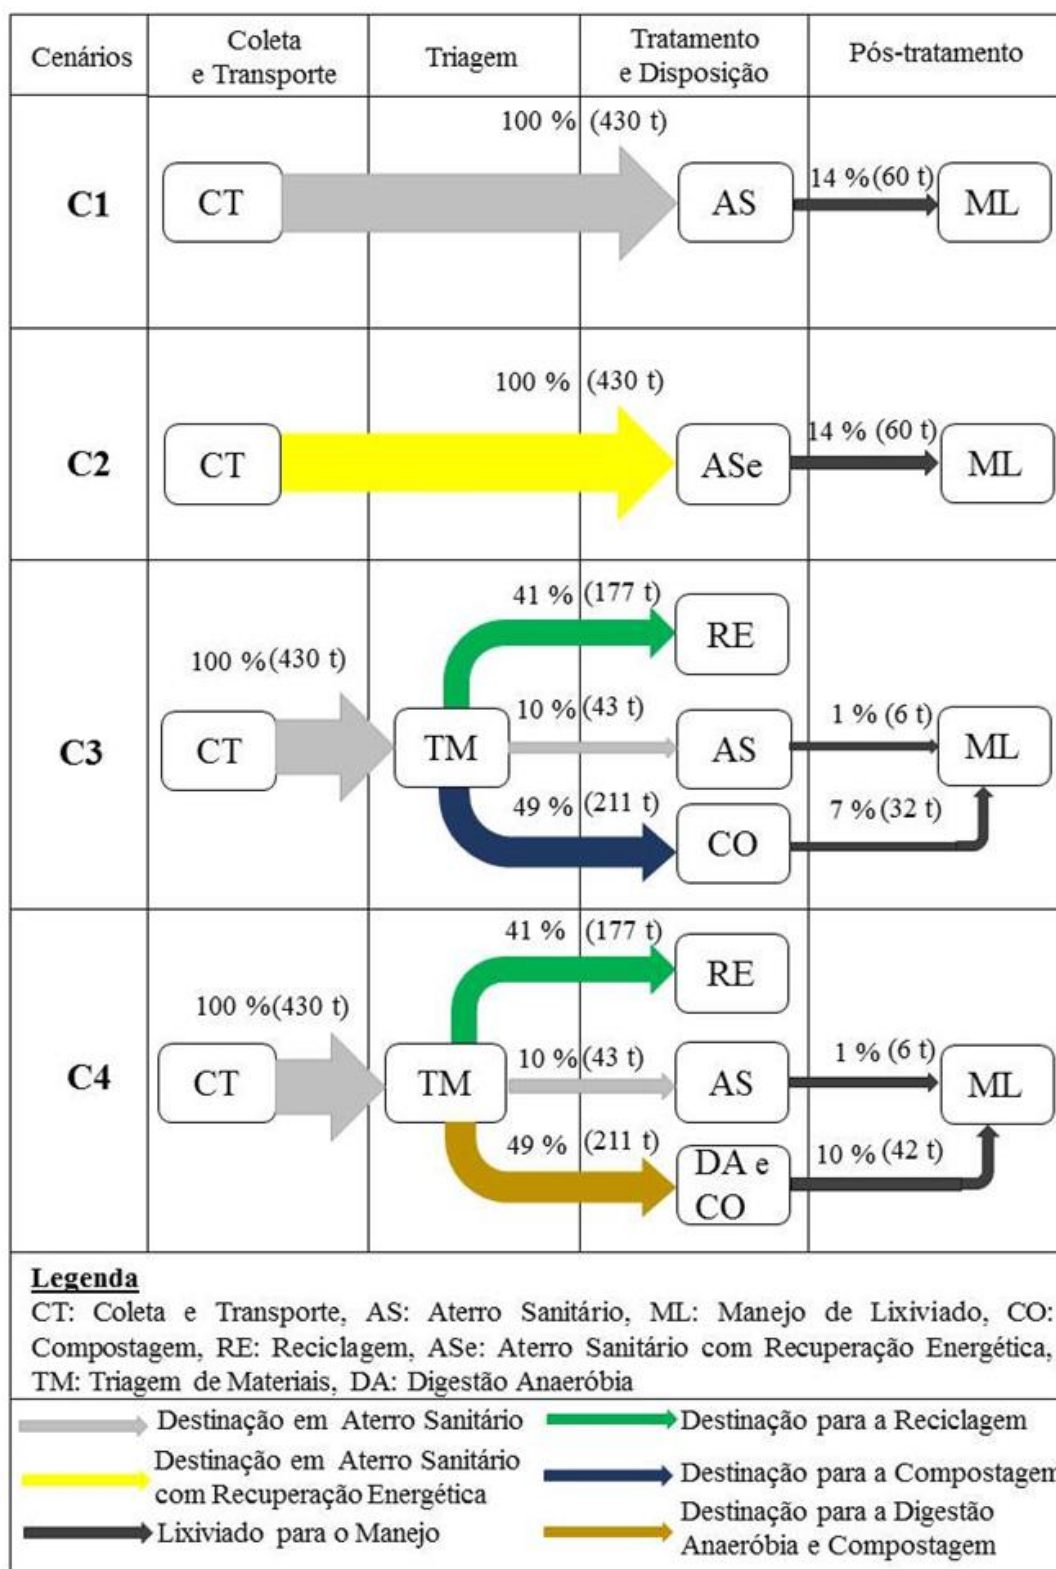 Cenários
Coleta
e Transporte
Triagem
Tratamento
e Disposição
Pós-tratamento
C1
CT
100 % (430 t)
AS
14 % (60 t)
ML
C2
CT
100 % (430 t)
ASe
14 % (60 t)
ML
C3
100 % (430 t)
CT
TM
41 % (177 t)
RE
10 % (43 t)
AS
49 % (211 t)
CO
1 % (6 t)
7 % (32 t)
ML
C4
100 % (430 t)
CT
TM
41 % (177 t)
RE
10 % (43 t)
AS
49 % (211 t)
DA e
CO
1 % (6 t)
10 % (42 t)
ML
Legenda
CT: Coleta e Transporte, AS: Aterro Sanitário, ML: Manejo de Lixiviado, CO:
Compostagem, RE: Reciclagem, ASe: Aterro Sanitário com Recuperação Energética,
TM: Triagem de Materiais, DA: Digestão Anaeróbia
Destinação em Aterro Sanitário
Destinação para a Reciclagem
Destinação em Aterro Sanitário
com Recuperação Energética
Destinação para a Compostagem
Lixiviado para o Manejo
Destinação para a Digestão
Anaeróbia e Compostagem